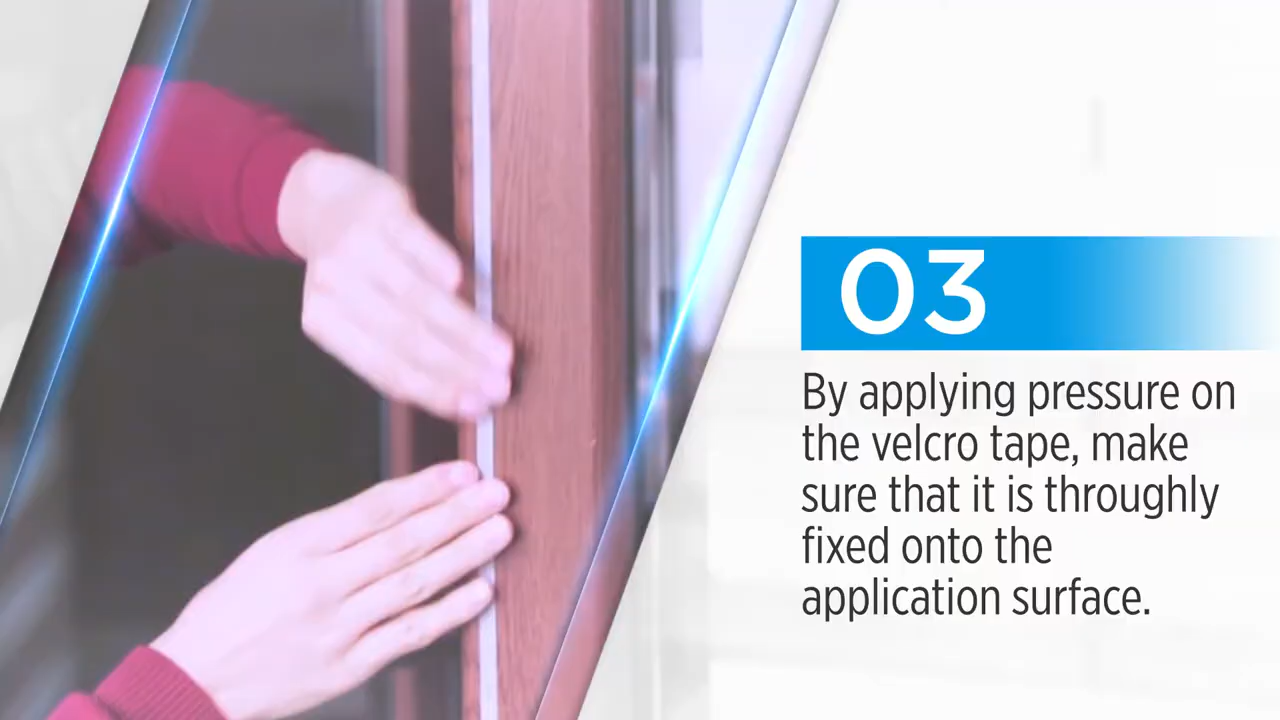 03
By applying pressure on
the velcro tape, make
sure that it is throughly
fixed onto the
application surface.